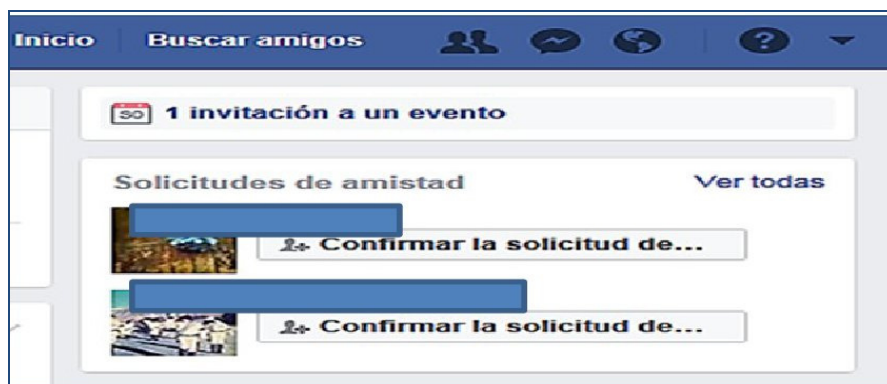 Inicio Buscar amigos ?
1 invitación a un evento
Solicitudes de amistad Ver todas
Confirmar la solicitud de...
Confirmar la solicitud de...